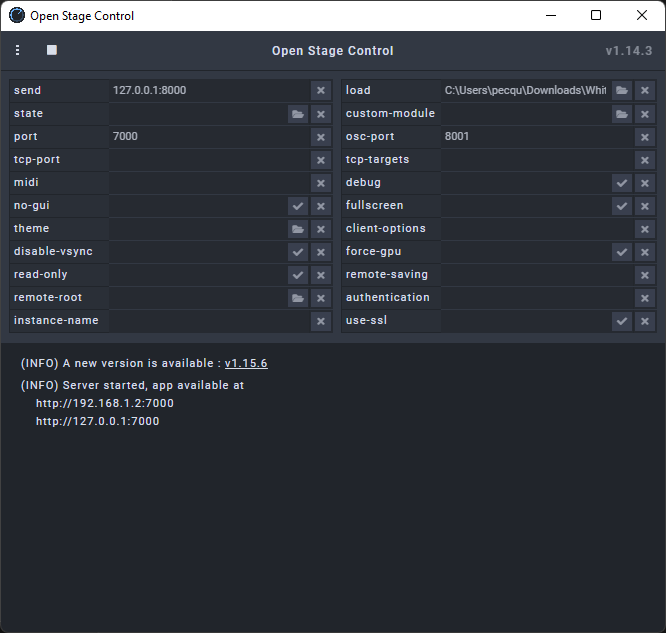 Open Stage Control
Open Stage Control v1.14.3
send 127.0.0.1:8000 load C:\Users\pecqu\Downloads\Whit
state custom-module
port 7000 osc-port 8001
tcp-port tcp-targets
midi debug
no-gui fullscreen
theme client-options
disable-vsync force-gpu
read-only remote-saving
remote-root authentication
instance-name use-ssl
(INFO) A new version is available : v1.15.6
(INFO) Server started, app available at
http://192.168.1.2:7000
http://127.0.0.1:7000